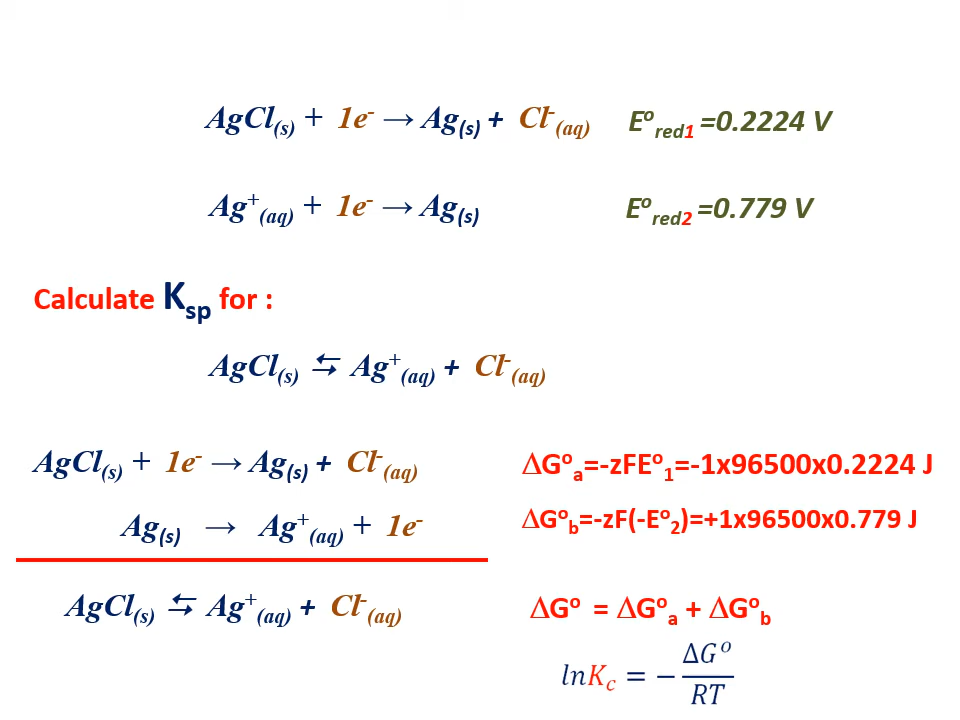 AgCl(s) + 1e⁻ → Ag(s) + Cl⁻(aq) Eᵒred1 =0.2224 V
Ag⁺(aq) + 1e⁻ → Ag(s) Eᵒred2 =0.779 V
Calculate Ksp for :
AgCl(s) ⇆ Ag⁺(aq) + Cl⁻(aq)
AgCl(s) + 1e⁻ → Ag(s) + Cl⁻(aq) ΔGᵒa=-zFEᵒ1=-1x96500x0.2224 J
Ag(s) → Ag⁺(aq) + 1e⁻ ΔGᵒb=-zF(-Eᵒ2)=+1x96500x0.779 J
AgCl(s) ⇆ Ag⁺(aq) + Cl⁻(aq) ΔGᵒ = ΔGᵒa + ΔGᵒb
lnKc = − ΔGᵒ / RT